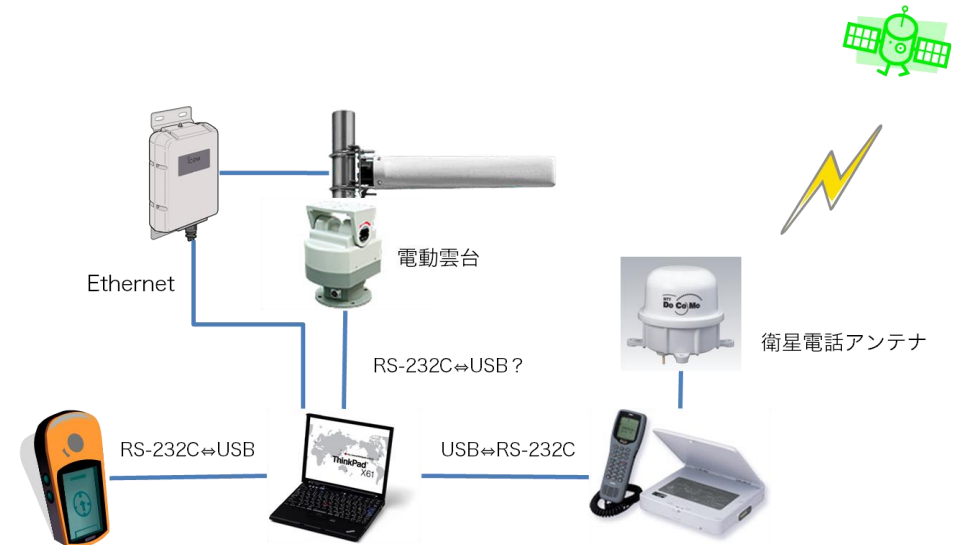 icom
電動雲台
Ethernet
NTT
DoCoMo
衛星電話アンテナ
RS-232C⇔USB？
RS-232C⇔USB
ThinkPad
X61
USB⇔RS-232C